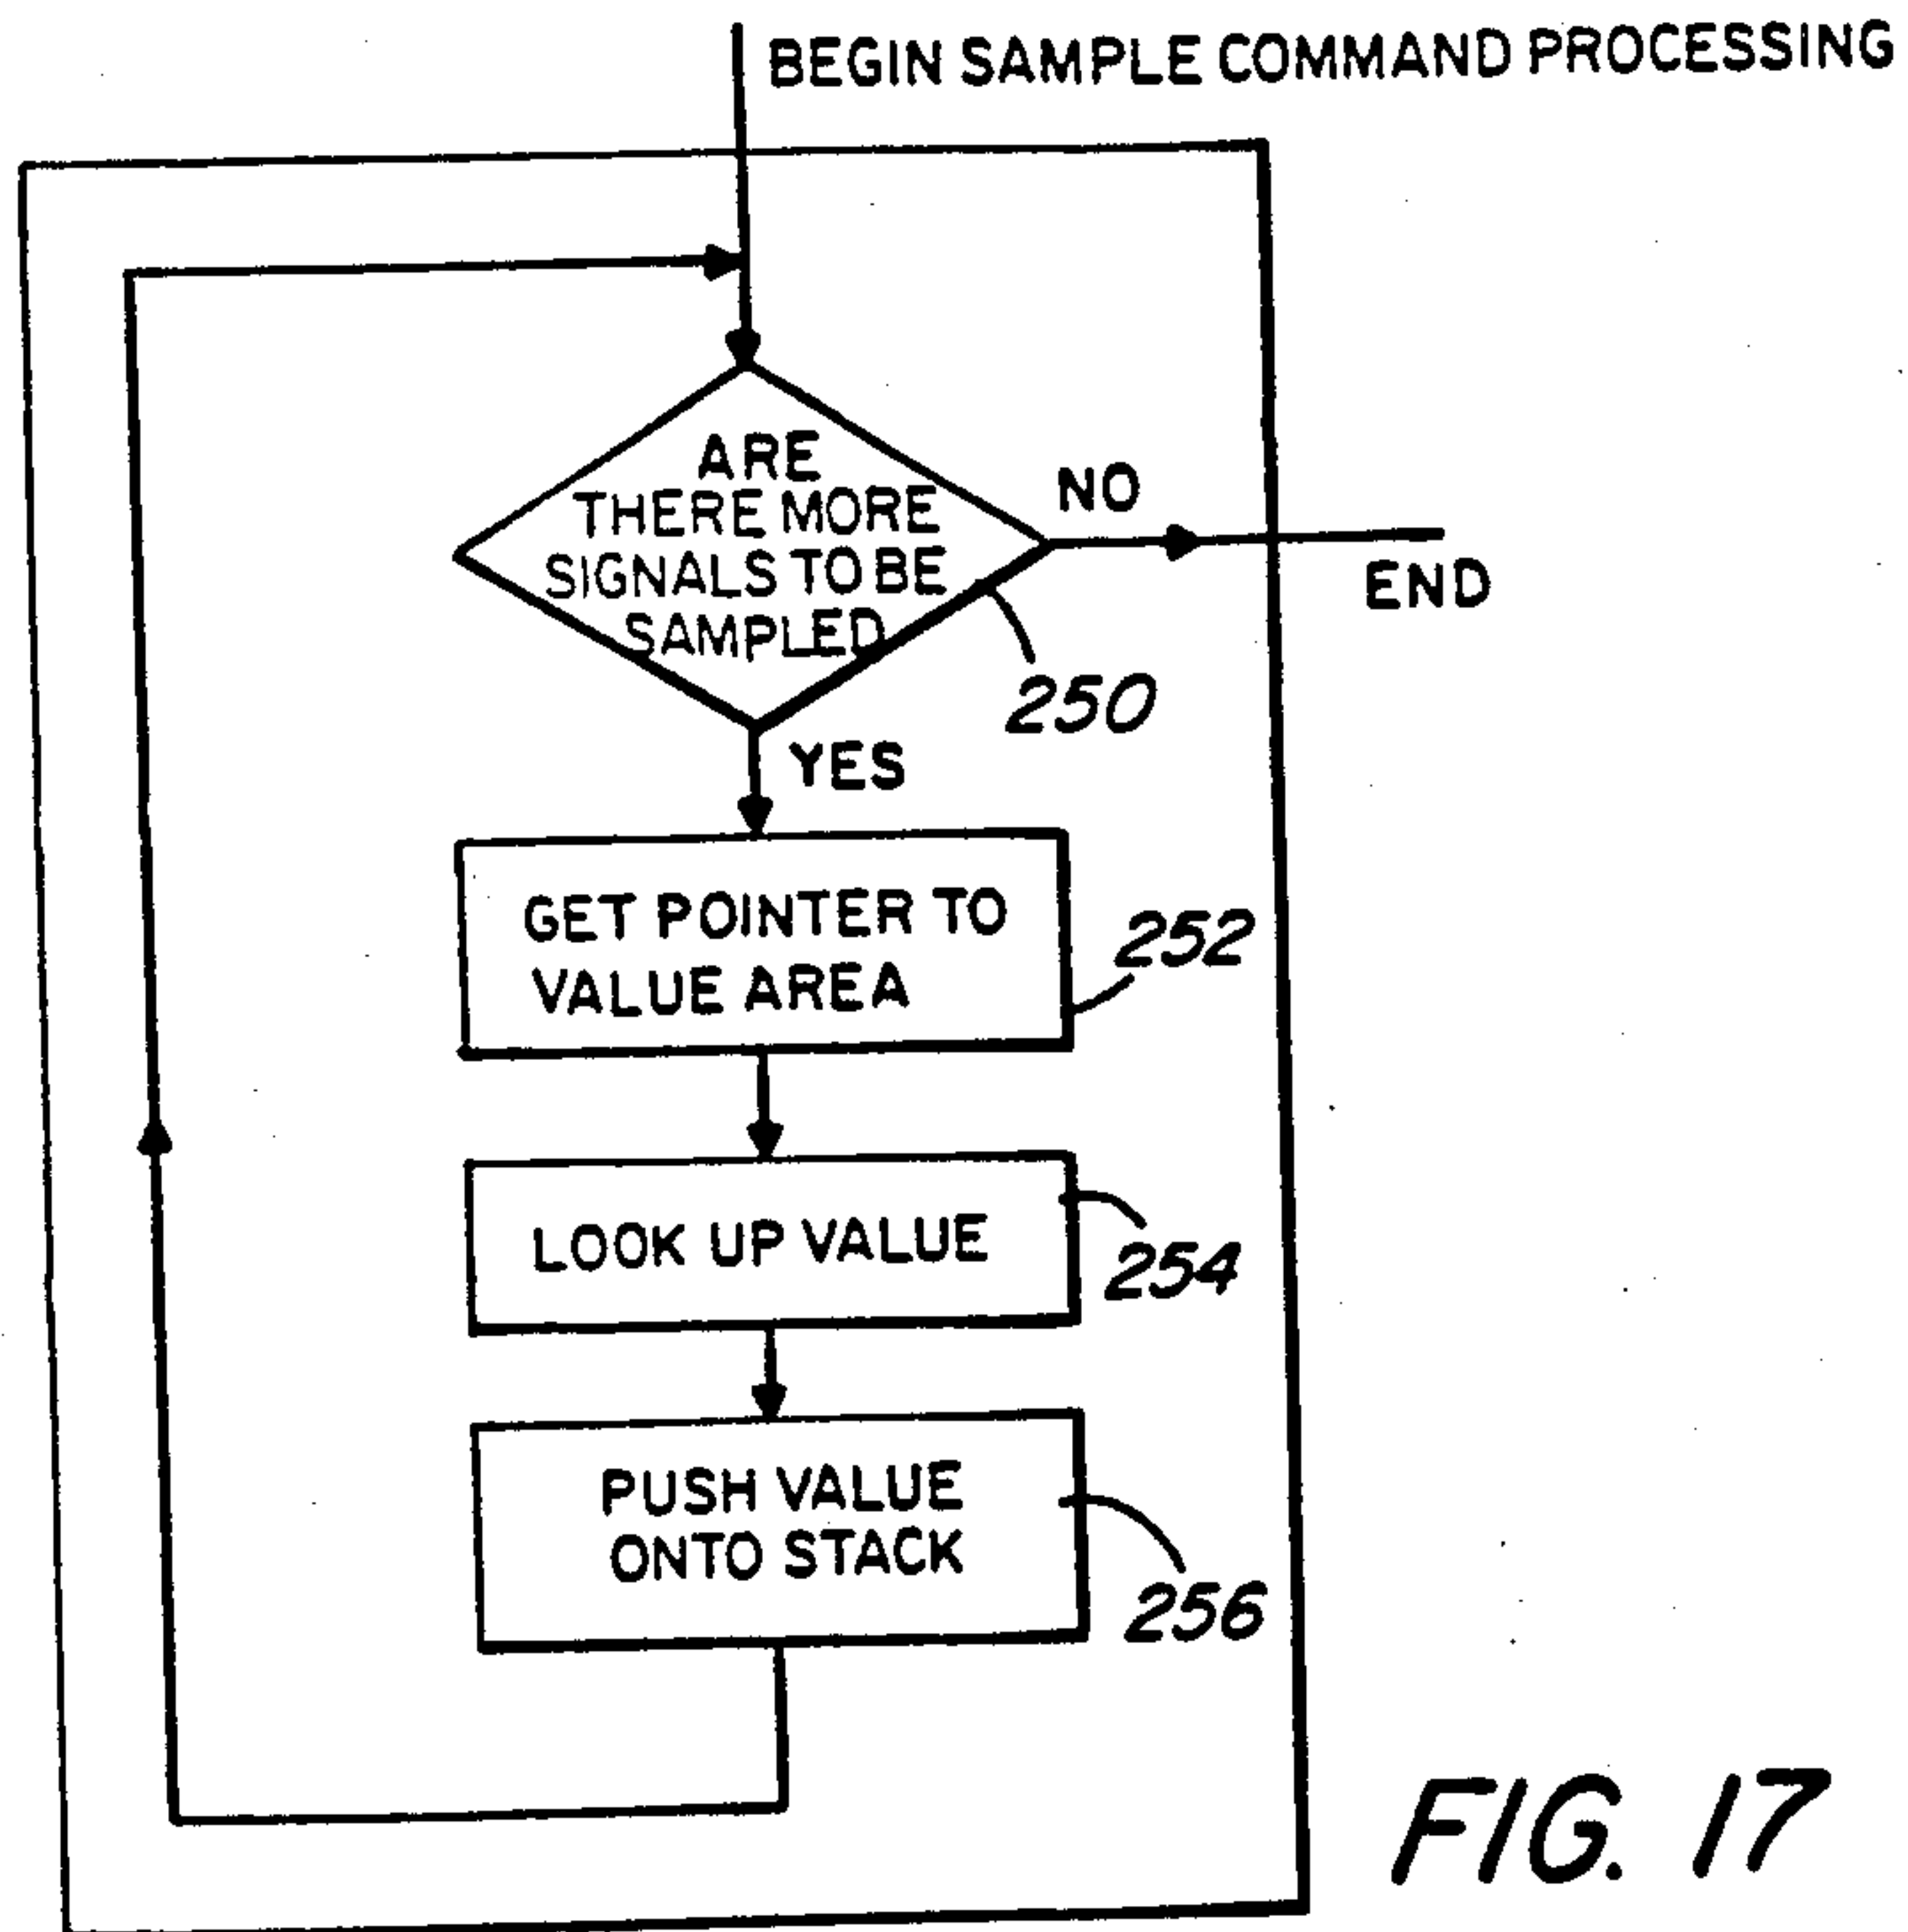 BEGIN SAMPLE COMMAND PROCESSING
ARE
THERE MORE
SIGNALS TO BE
SAMPLED
NO
END
250
YES
GET POINTER TO
VALUE AREA
252
LOOK UP VALUE
254
PUSH VALUE
ONTO STACK
256
FIG. 17